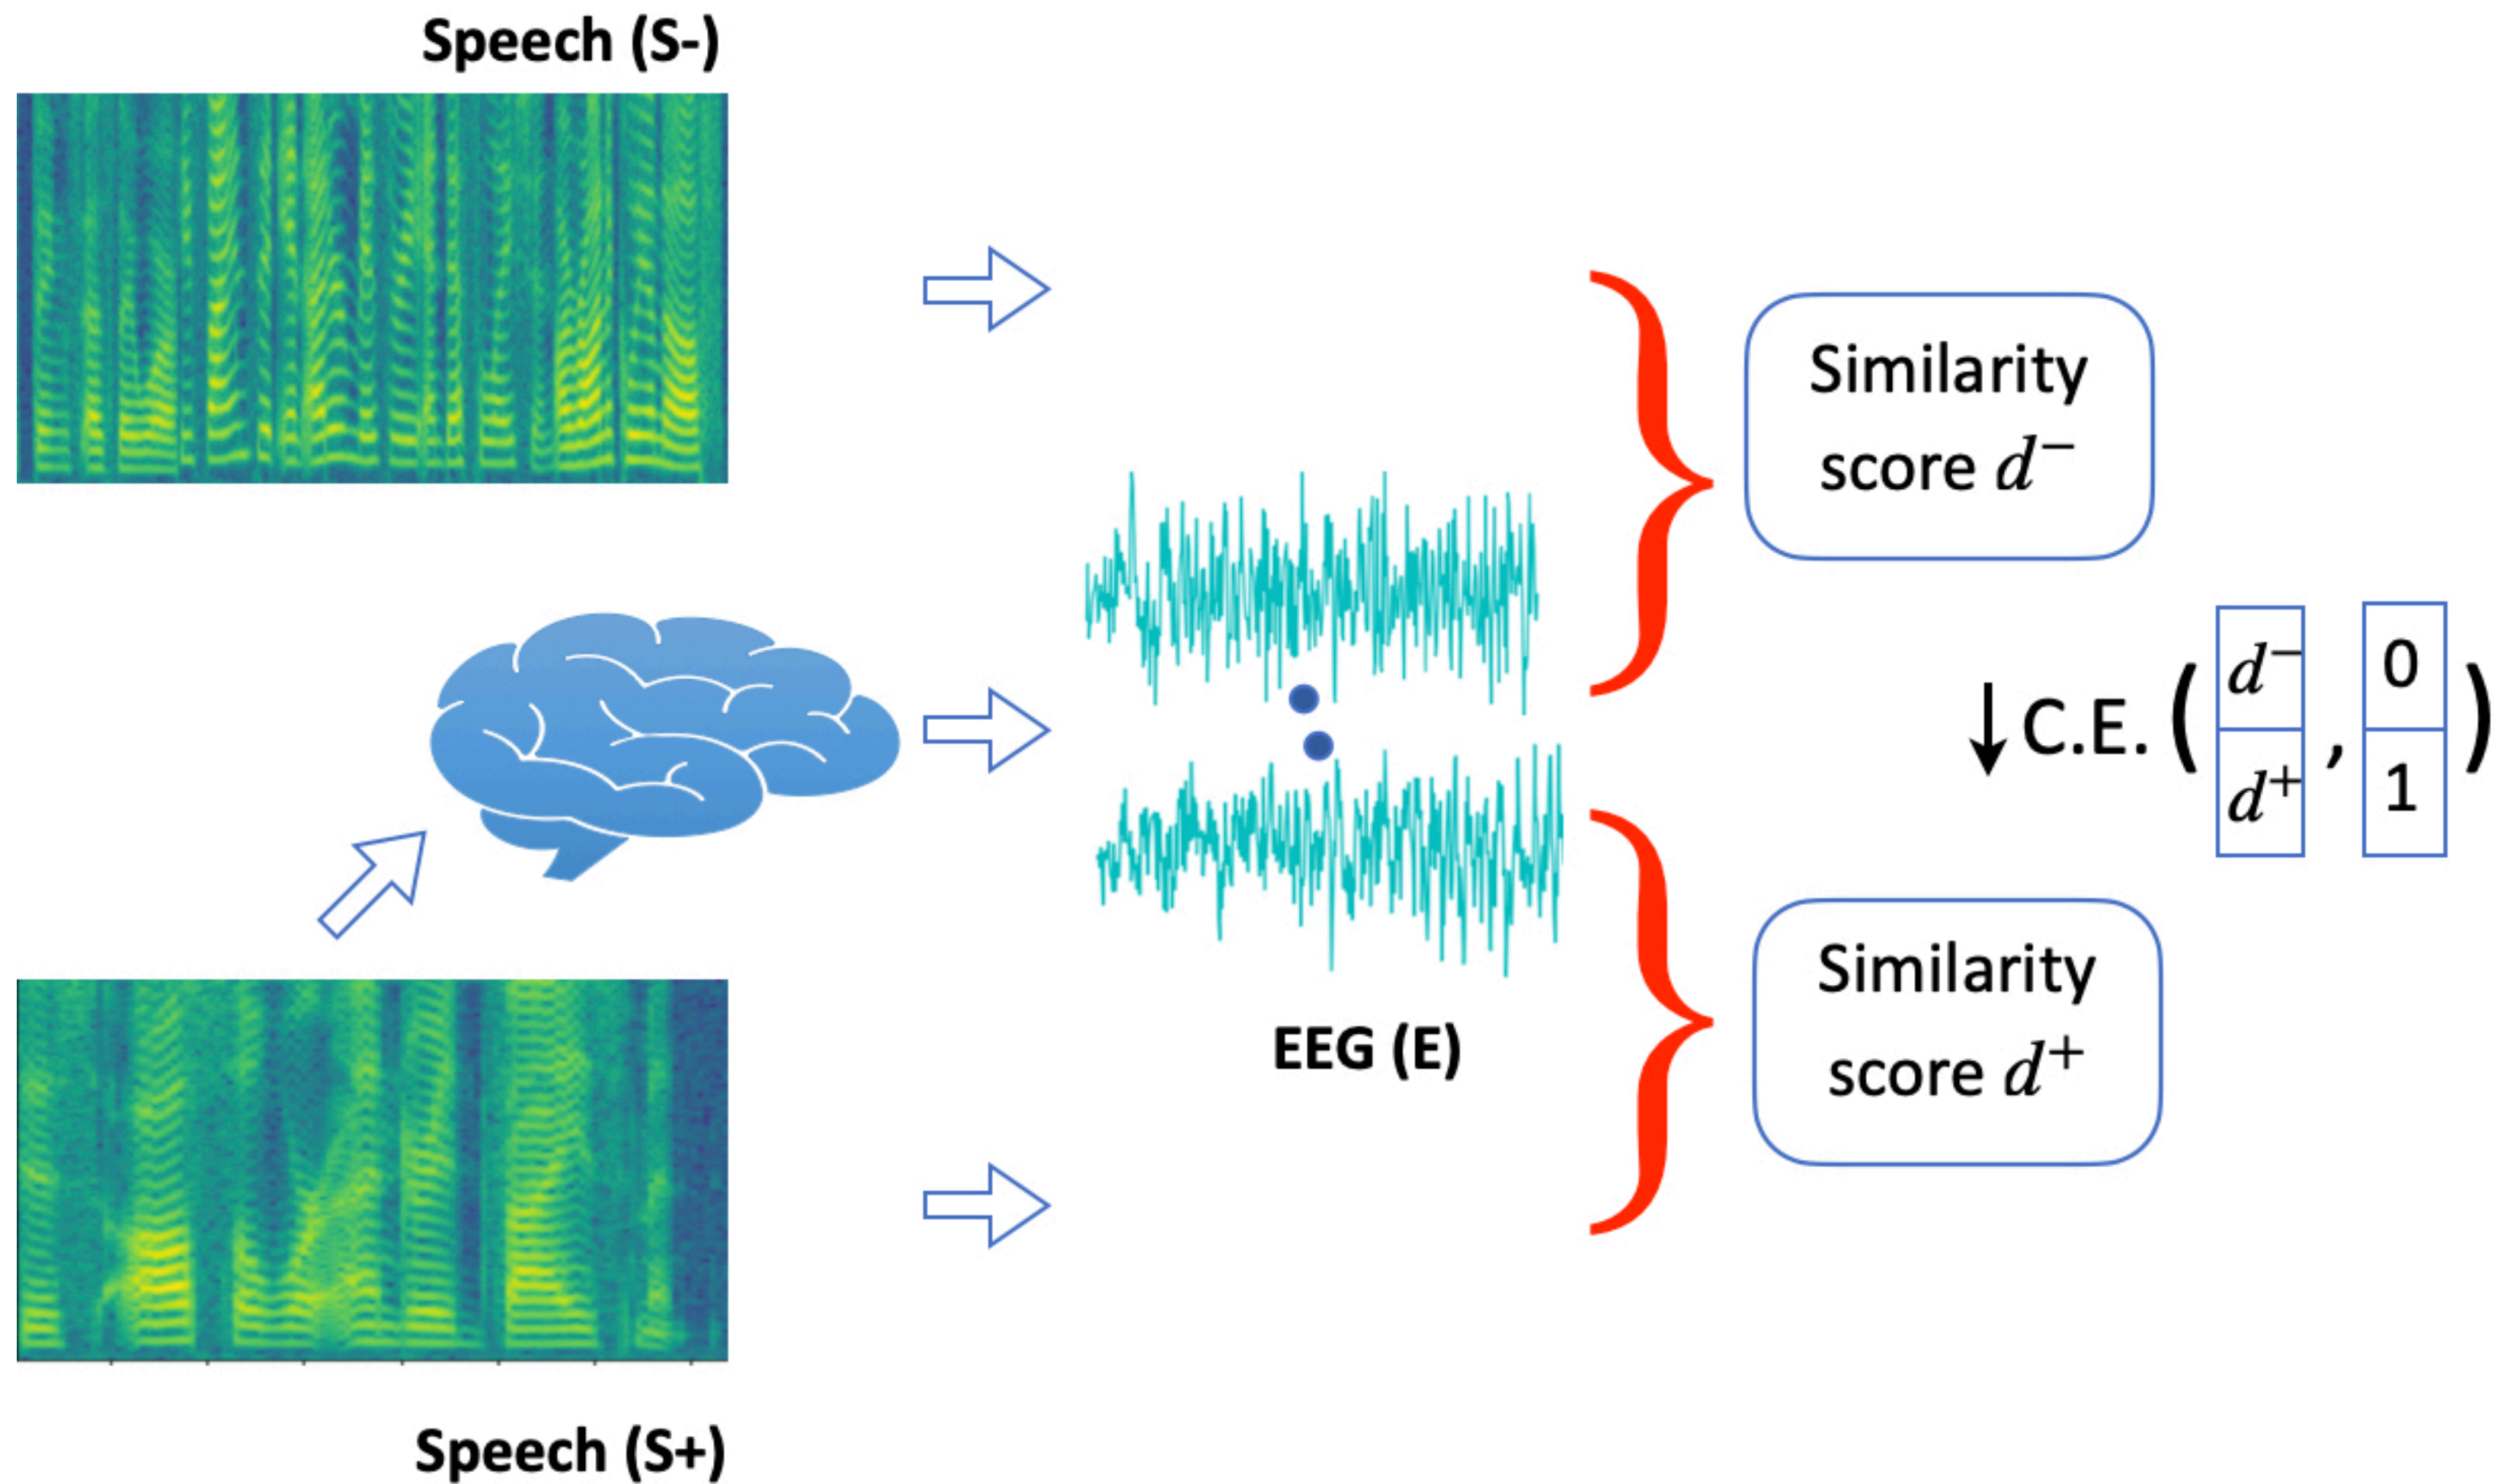 Speech (S-)
Similarity
score d⁻
↓ C.E. ( d⁻ , 0 )
d⁺ 1
EEG (E)
Similarity
score d⁺
Speech (S+)